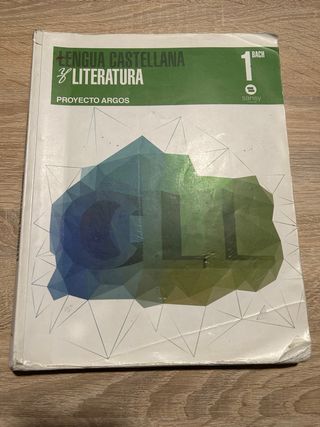 LENGUA CASTELLANA
y LITERATURA
PROYECTO ARGOS
1 BACH
sansy
CLL